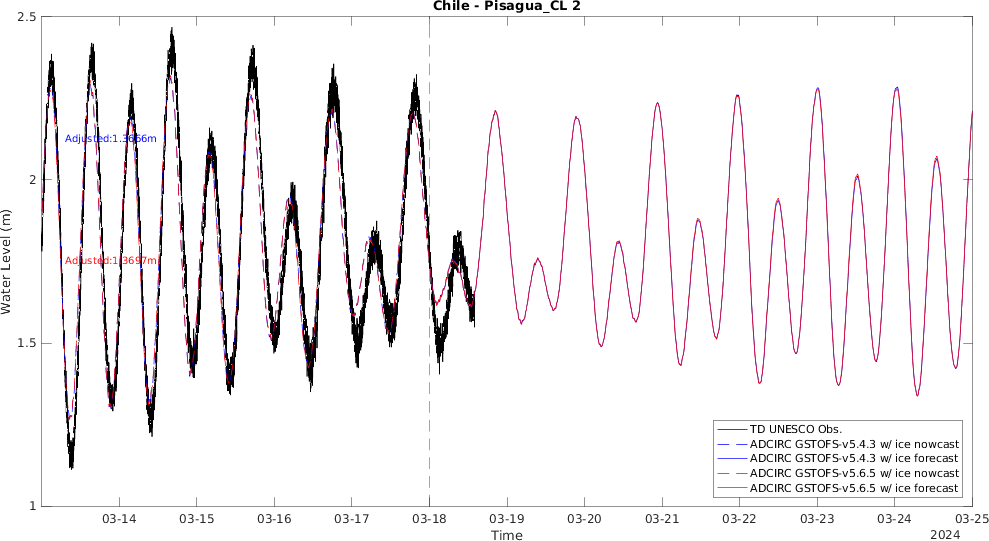 Chile - Pisagua_CL 2
2.5
2
1.5
1
Water Level (m)
Adjusted:1.3666m
Adjusted:1.3697m
TD UNESCO Obs.
ADCIRC GSTOFS-v5.4.3 w/ ice nowcast
ADCIRC GSTOFS-v5.4.3 w/ ice forecast
ADCIRC GSTOFS-v5.6.5 w/ ice nowcast
ADCIRC GSTOFS-v5.6.5 w/ ice forecast
03-14 03-15 03-16 03-17 03-18 03-19 03-20 03-21 03-22 03-23 03-24 03-25
Time
2024